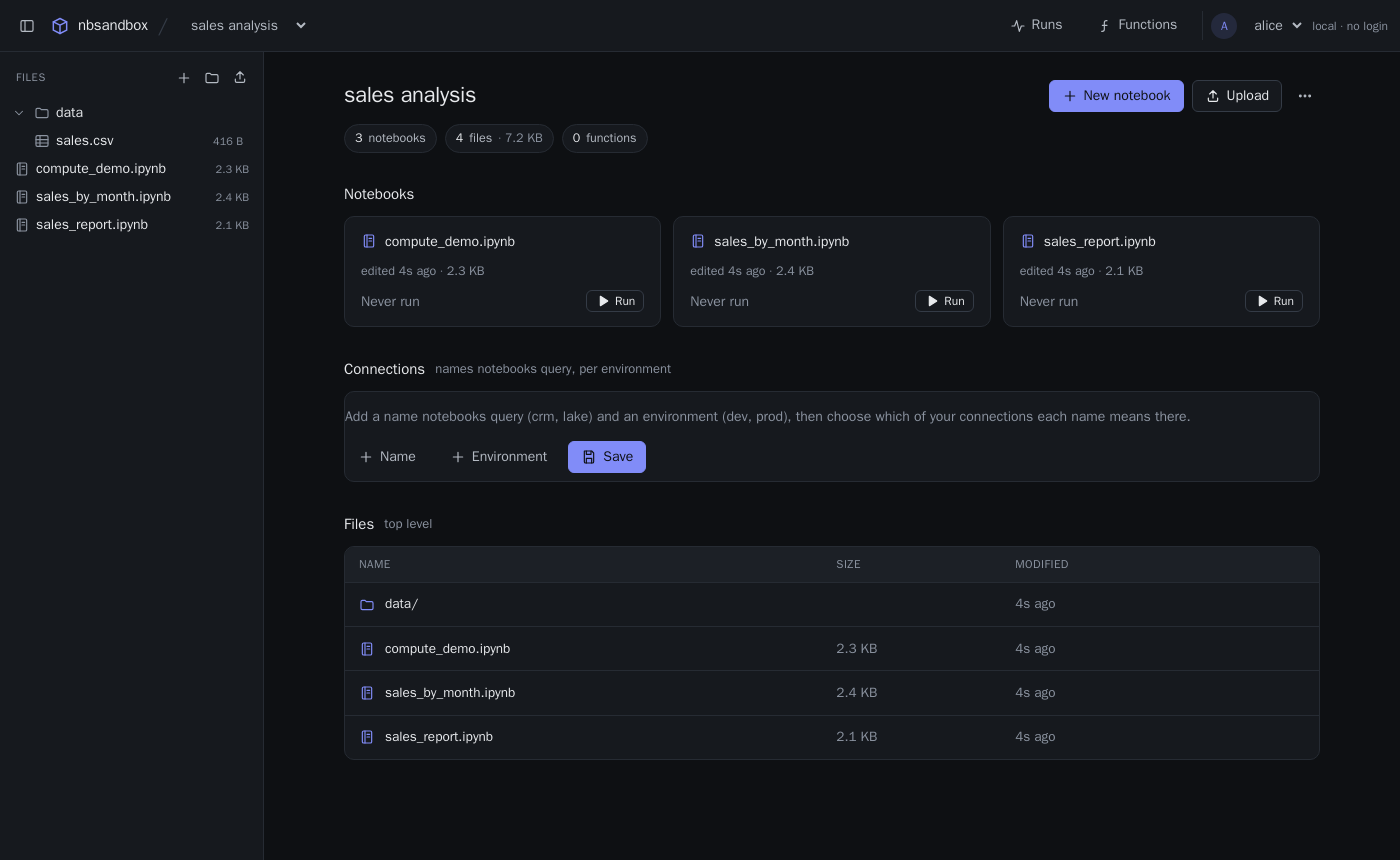 nbsandbox / sales analysis
Runs
Functions
A
alice
local · no login
FILES
data
sales.csv 416 B
compute_demo.ipynb 2.3 KB
sales_by_month.ipynb 2.4 KB
sales_report.ipynb 2.1 KB
sales analysis
New notebook
Upload
3 notebooks
4 files · 7.2 KB
0 functions
Notebooks
compute_demo.ipynb
edited 4s ago · 2.3 KB
Never run
Run
sales_by_month.ipynb
edited 4s ago · 2.4 KB
Never run
Run
sales_report.ipynb
edited 4s ago · 2.1 KB
Never run
Run
Connections names notebooks query, per environment
Add a name notebooks query (crm, lake) and an environment (dev, prod), then choose which of your connections each name means there.
Name
Environment
Save
Files top level
NAME SIZE MODIFIED
data/ 4s ago
compute_demo.ipynb 2.3 KB 4s ago
sales_by_month.ipynb 2.4 KB 4s ago
sales_report.ipynb 2.1 KB 4s ago